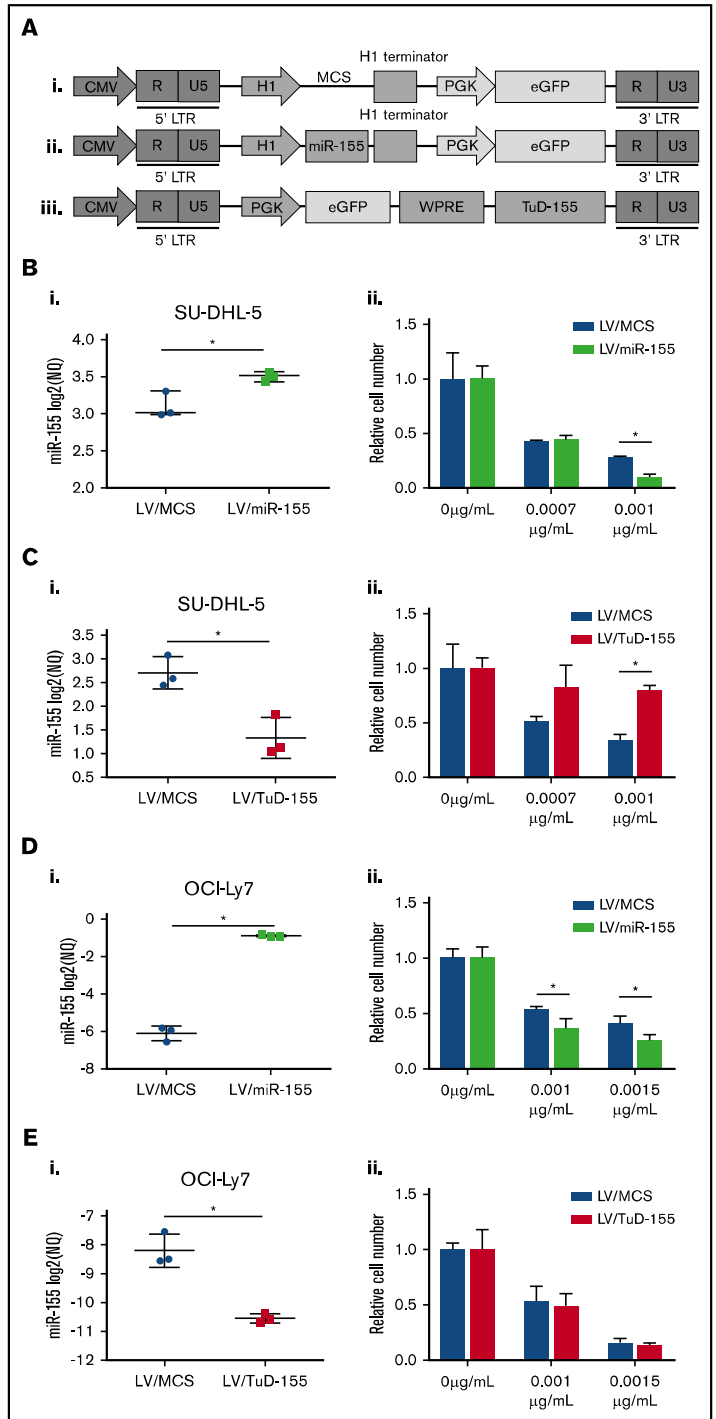 A
H1 terminator
i. CMV R U5 H1 MCS PGK eGFP R U3
5' LTR 3' LTR
H1 terminator
ii. CMV R U5 H1 miR-155 PGK eGFP R U3
5' LTR 3' LTR
iii. CMV R U5 PGK eGFP WPRE TuD-155 R U3
5' LTR 3' LTR
B
i.
SU-DHL-5
miR-155 log2(NQ)
4.0
3.5
3.0
2.5
2.0
*
LV/MCS LV/miR-155
ii.
LV/MCS
LV/miR-155
Relative cell number
1.5
1.0
0.5
0.0
*
0μg/mL 0.0007 μg/mL 0.001 μg/mL
C
i.
SU-DHL-5
miR-155 log2(NQ)
3.5
3.0
2.5
2.0
1.5
1.0
0.5
*
LV/MCS LV/TuD-155
ii.
LV/MCS
LV/TuD-155
Relative cell number
1.5
1.0
0.5
0.0
*
0μg/mL 0.0007 μg/mL 0.001 μg/mL
D
i.
OCI-Ly7
miR-155 log2(NQ)
0
-2
-4
-6
-8
*
LV/MCS LV/miR-155
ii.
LV/MCS
LV/miR-155
Relative cell number
1.5
1.0
0.5
0.0
* *
0μg/mL 0.001 μg/mL 0.0015 μg/mL
E
i.
OCI-Ly7
miR-155 log2(NQ)
-7
-8
-9
-10
-11
-12
*
LV/MCS LV/TuD-155
ii.
LV/MCS
LV/TuD-155
Relative cell number
1.5
1.0
0.5
0.0
0μg/mL 0.001 μg/mL 0.0015 μg/mL